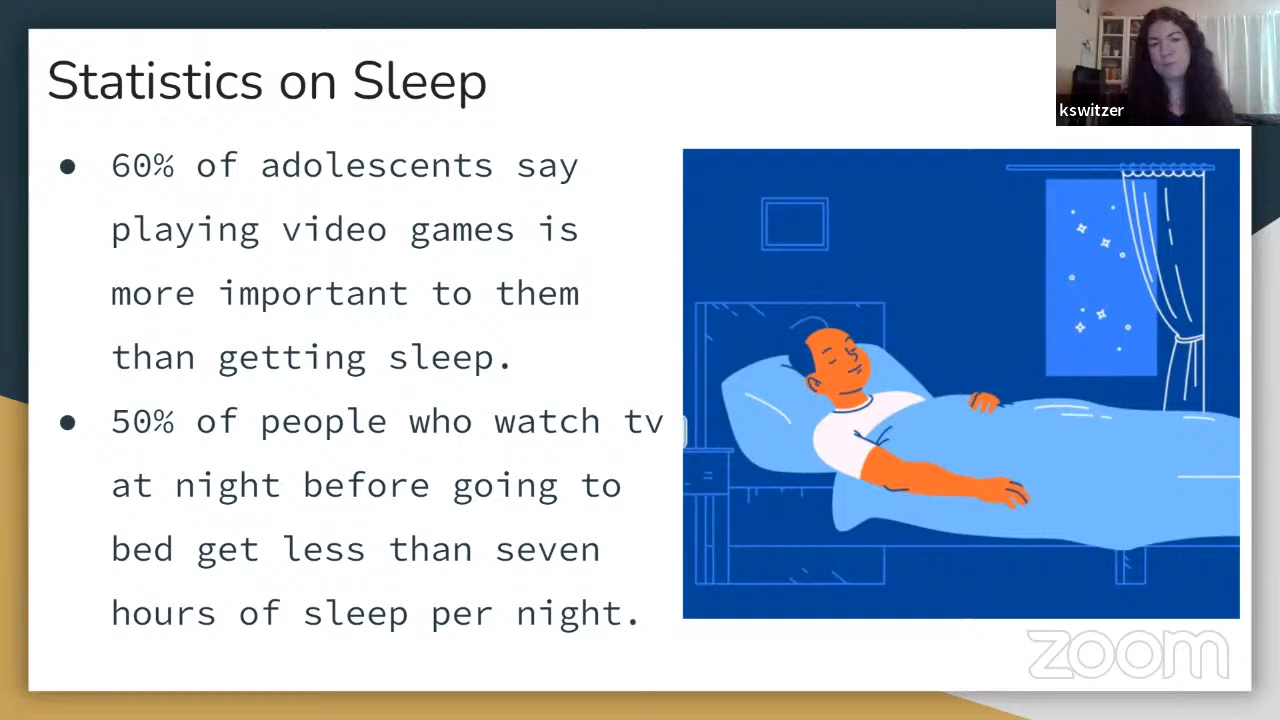 Statistics on Sleep
kswitzer
● 60% of adolescents say
playing video games is
more important to them
than getting sleep.
● 50% of people who watch tv
at night before going to
bed get less than seven
hours of sleep per night.
zoom